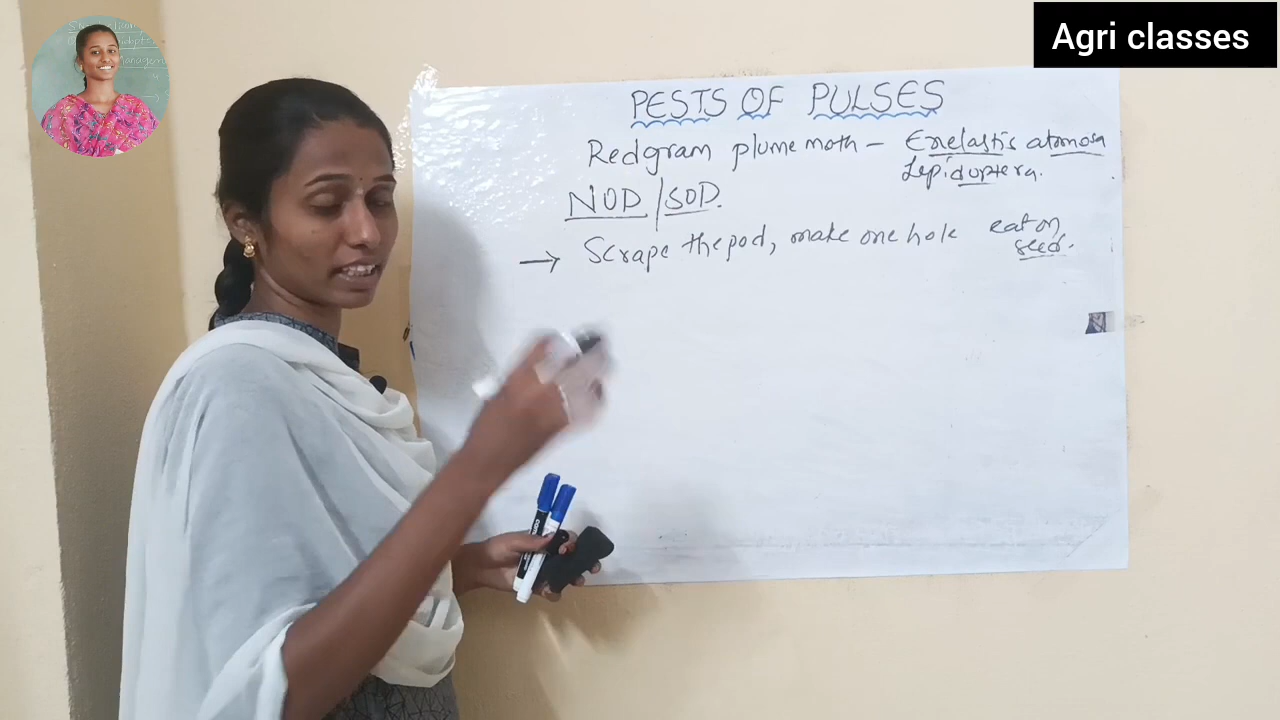 Agri classes
PESTS OF PULSES
Redgram plume moth - Exelastis atomosa
Lepidoptera.
NOD / SOD.
→ Scrape the pod, make one hole eat on
seed.